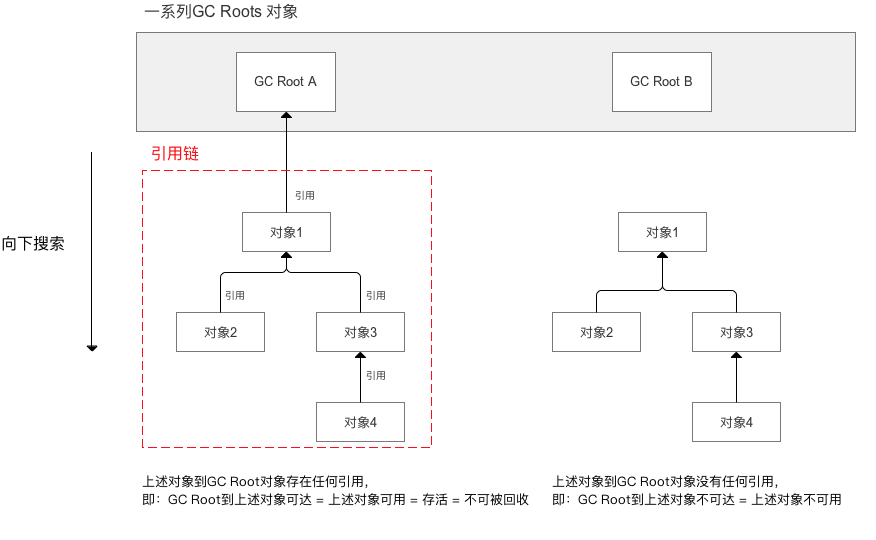 一系列GC Roots 对象
GC Root A
GC Root B
引用链
引用
对象1
对象1
向下搜索
引用
引用
对象2
对象3
对象2
对象3
引用
对象4
对象4
上述对象到GC Root对象存在任何引用，
即：GC Root到上述对象可达 = 上述对象可用 = 存活 = 不可被回收
上述对象到GC Root对象没有任何引用，
即：GC Root到上述对象不可达 = 上述对象不可用